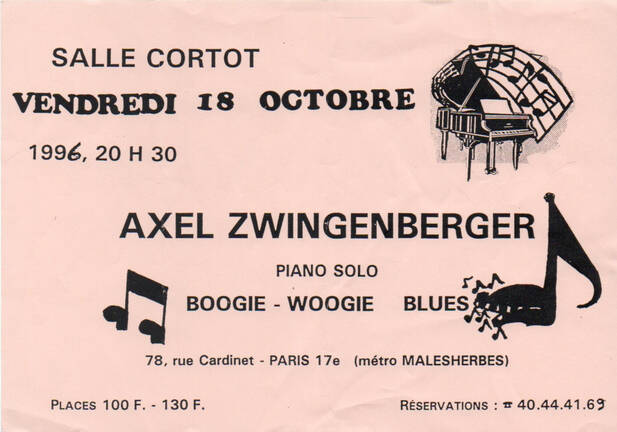 SALLE CORTOT
VENDREDI 18 OCTOBRE
1996, 20 H 30
AXEL ZWINGENBERGER
PIANO SOLO
BOOGIE - WOOGIE BLUES
78, rue Cardinet - PARIS 17e (métro MALESHERBES)
PLACES 100 F. - 130 F.
RÉSERVATIONS : ☎ 40.44.41.69